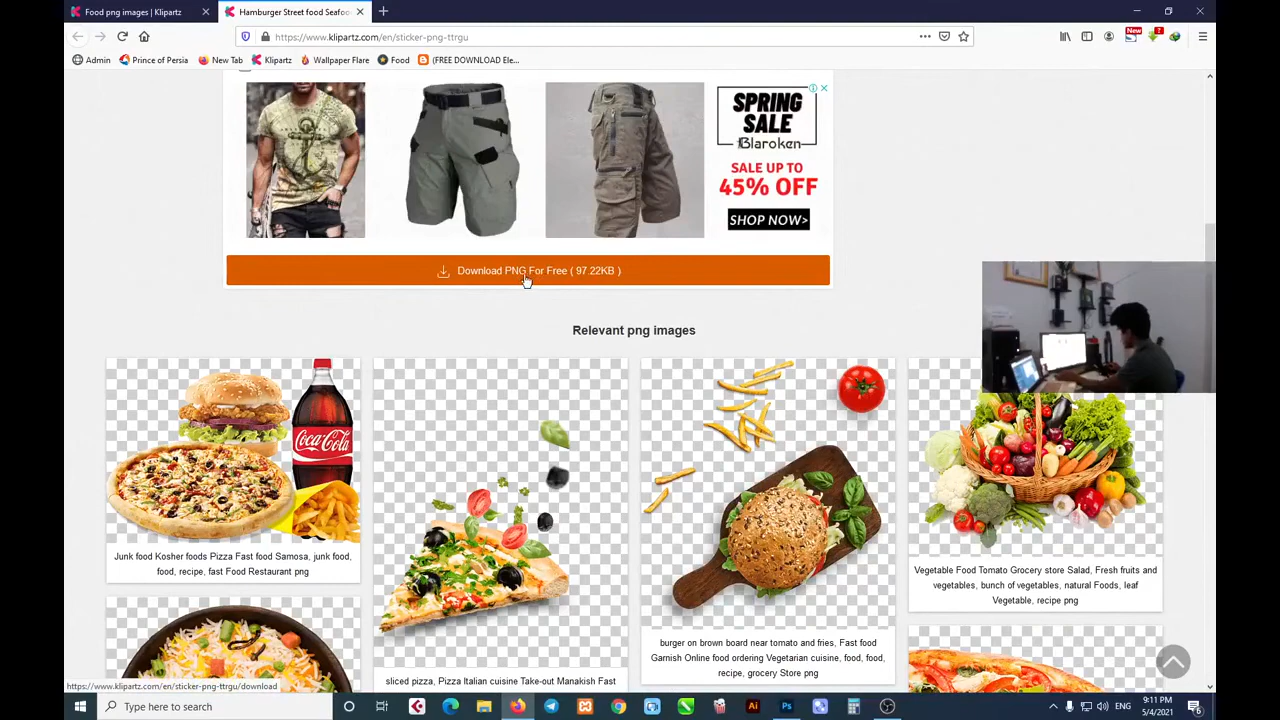 Food png images | Klipartz
Hamburger Street food Seafoo
https://www.klipartz.com/en/sticker-png-ttrgu
New
Admin
Prince of Persia
New Tab
Klipartz
Wallpaper Flare
Food
(FREE DOWNLOAD Ele...
SPRING
SALE
Blaroken
SALE UP TO
45% OFF
SHOP NOW>
Download PNG For Free ( 97.22KB )
Relevant png images
Coca-Cola
Junk food Kosher foods Pizza Fast food Samosa, junk food,
food, recipe, fast Food Restaurant png
sliced pizza, Pizza Italian cuisine Take-out Manakish Fast
burger on brown board near tomato and fries, Fast food
Garnish Online food ordering Vegetarian cuisine, food, food,
recipe, grocery Store png
Vegetable Food Tomato Grocery store Salad, Fresh fruits and
vegetables, bunch of vegetables, natural Foods, leaf
Vegetable, recipe png
https://www.klipartz.com/en/sticker-png-ttrgu/download
Type here to search
Ai
Ps
ENG
9:11 PM
5/4/2021